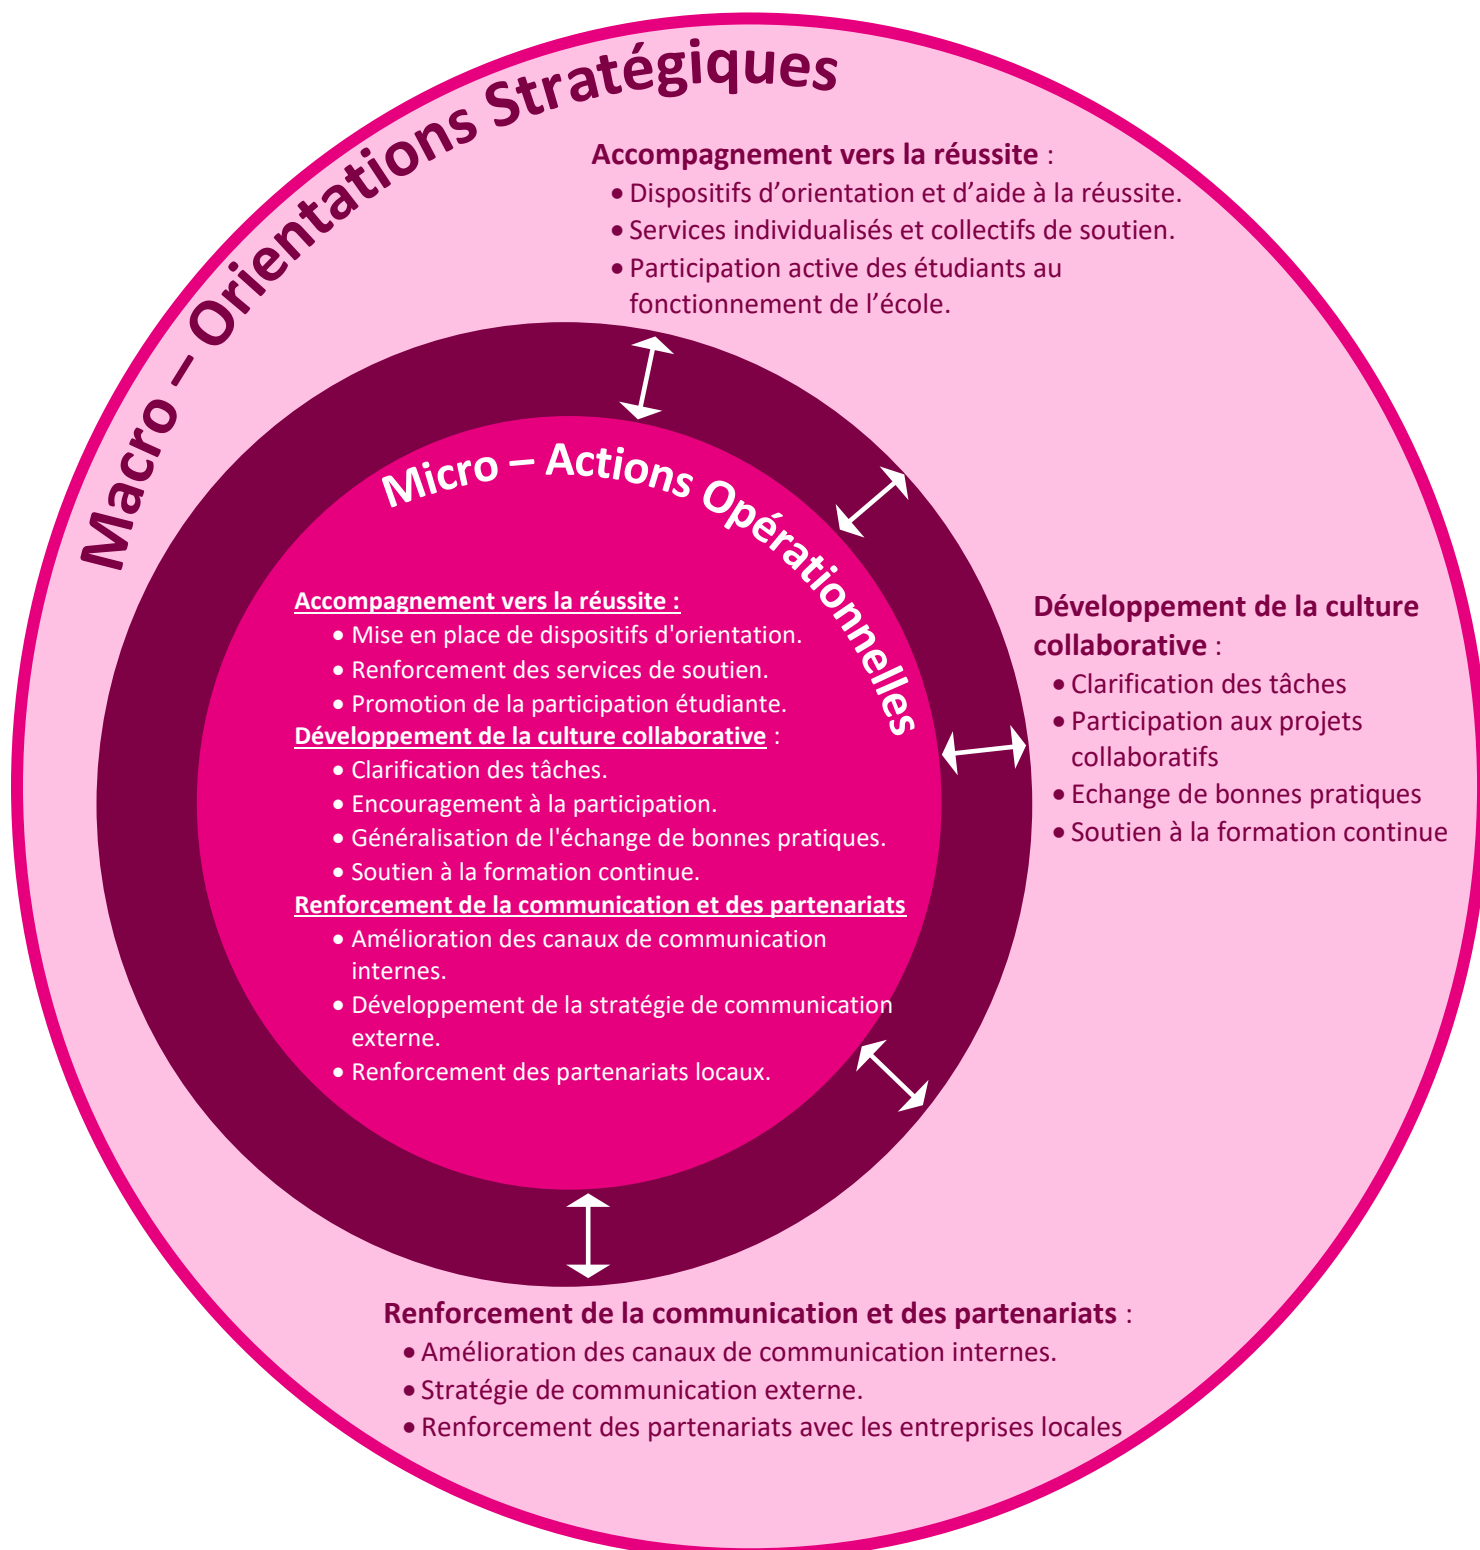 Macro – Orientations Stratégiques
Accompagnement vers la réussite :
• Dispositifs d’orientation et d’aide à la réussite.
• Services individualisés et collectifs de soutien.
• Participation active des étudiants au
fonctionnement de l’école.
Micro – Actions Opérationnelles
Accompagnement vers la réussite :
• Mise en place de dispositifs d'orientation.
• Renforcement des services de soutien.
• Promotion de la participation étudiante.
Développement de la culture collaborative :
• Clarification des tâches.
• Encouragement à la participation.
• Généralisation de l'échange de bonnes pratiques.
• Soutien à la formation continue.
Renforcement de la communication et des partenariats
• Amélioration des canaux de communication
internes.
• Développement de la stratégie de communication
externe.
• Renforcement des partenariats locaux.
Développement de la culture
collaborative :
• Clarification des tâches
• Participation aux projets
collaboratifs
• Echange de bonnes pratiques
• Soutien à la formation continue
Renforcement de la communication et des partenariats :
• Amélioration des canaux de communication internes.
• Stratégie de communication externe.
• Renforcement des partenariats avec les entreprises locales